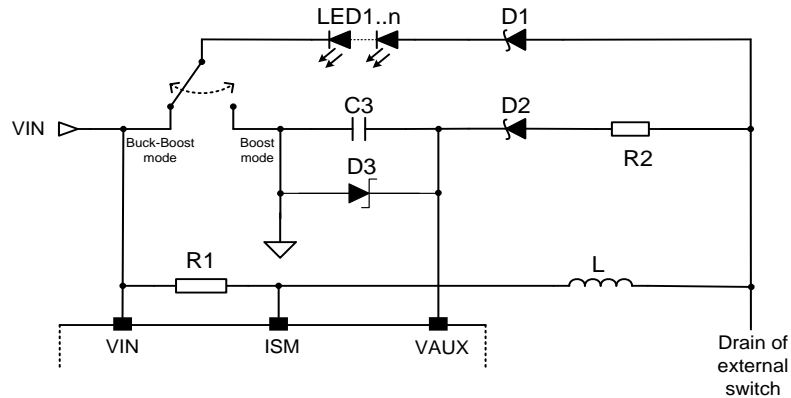 LED1..n
D1
VIN
Buck-Boost
mode
Boost
mode
C3
D2
R2
D3
R1
L
VIN
ISM
VAUX
Drain of
external
switch